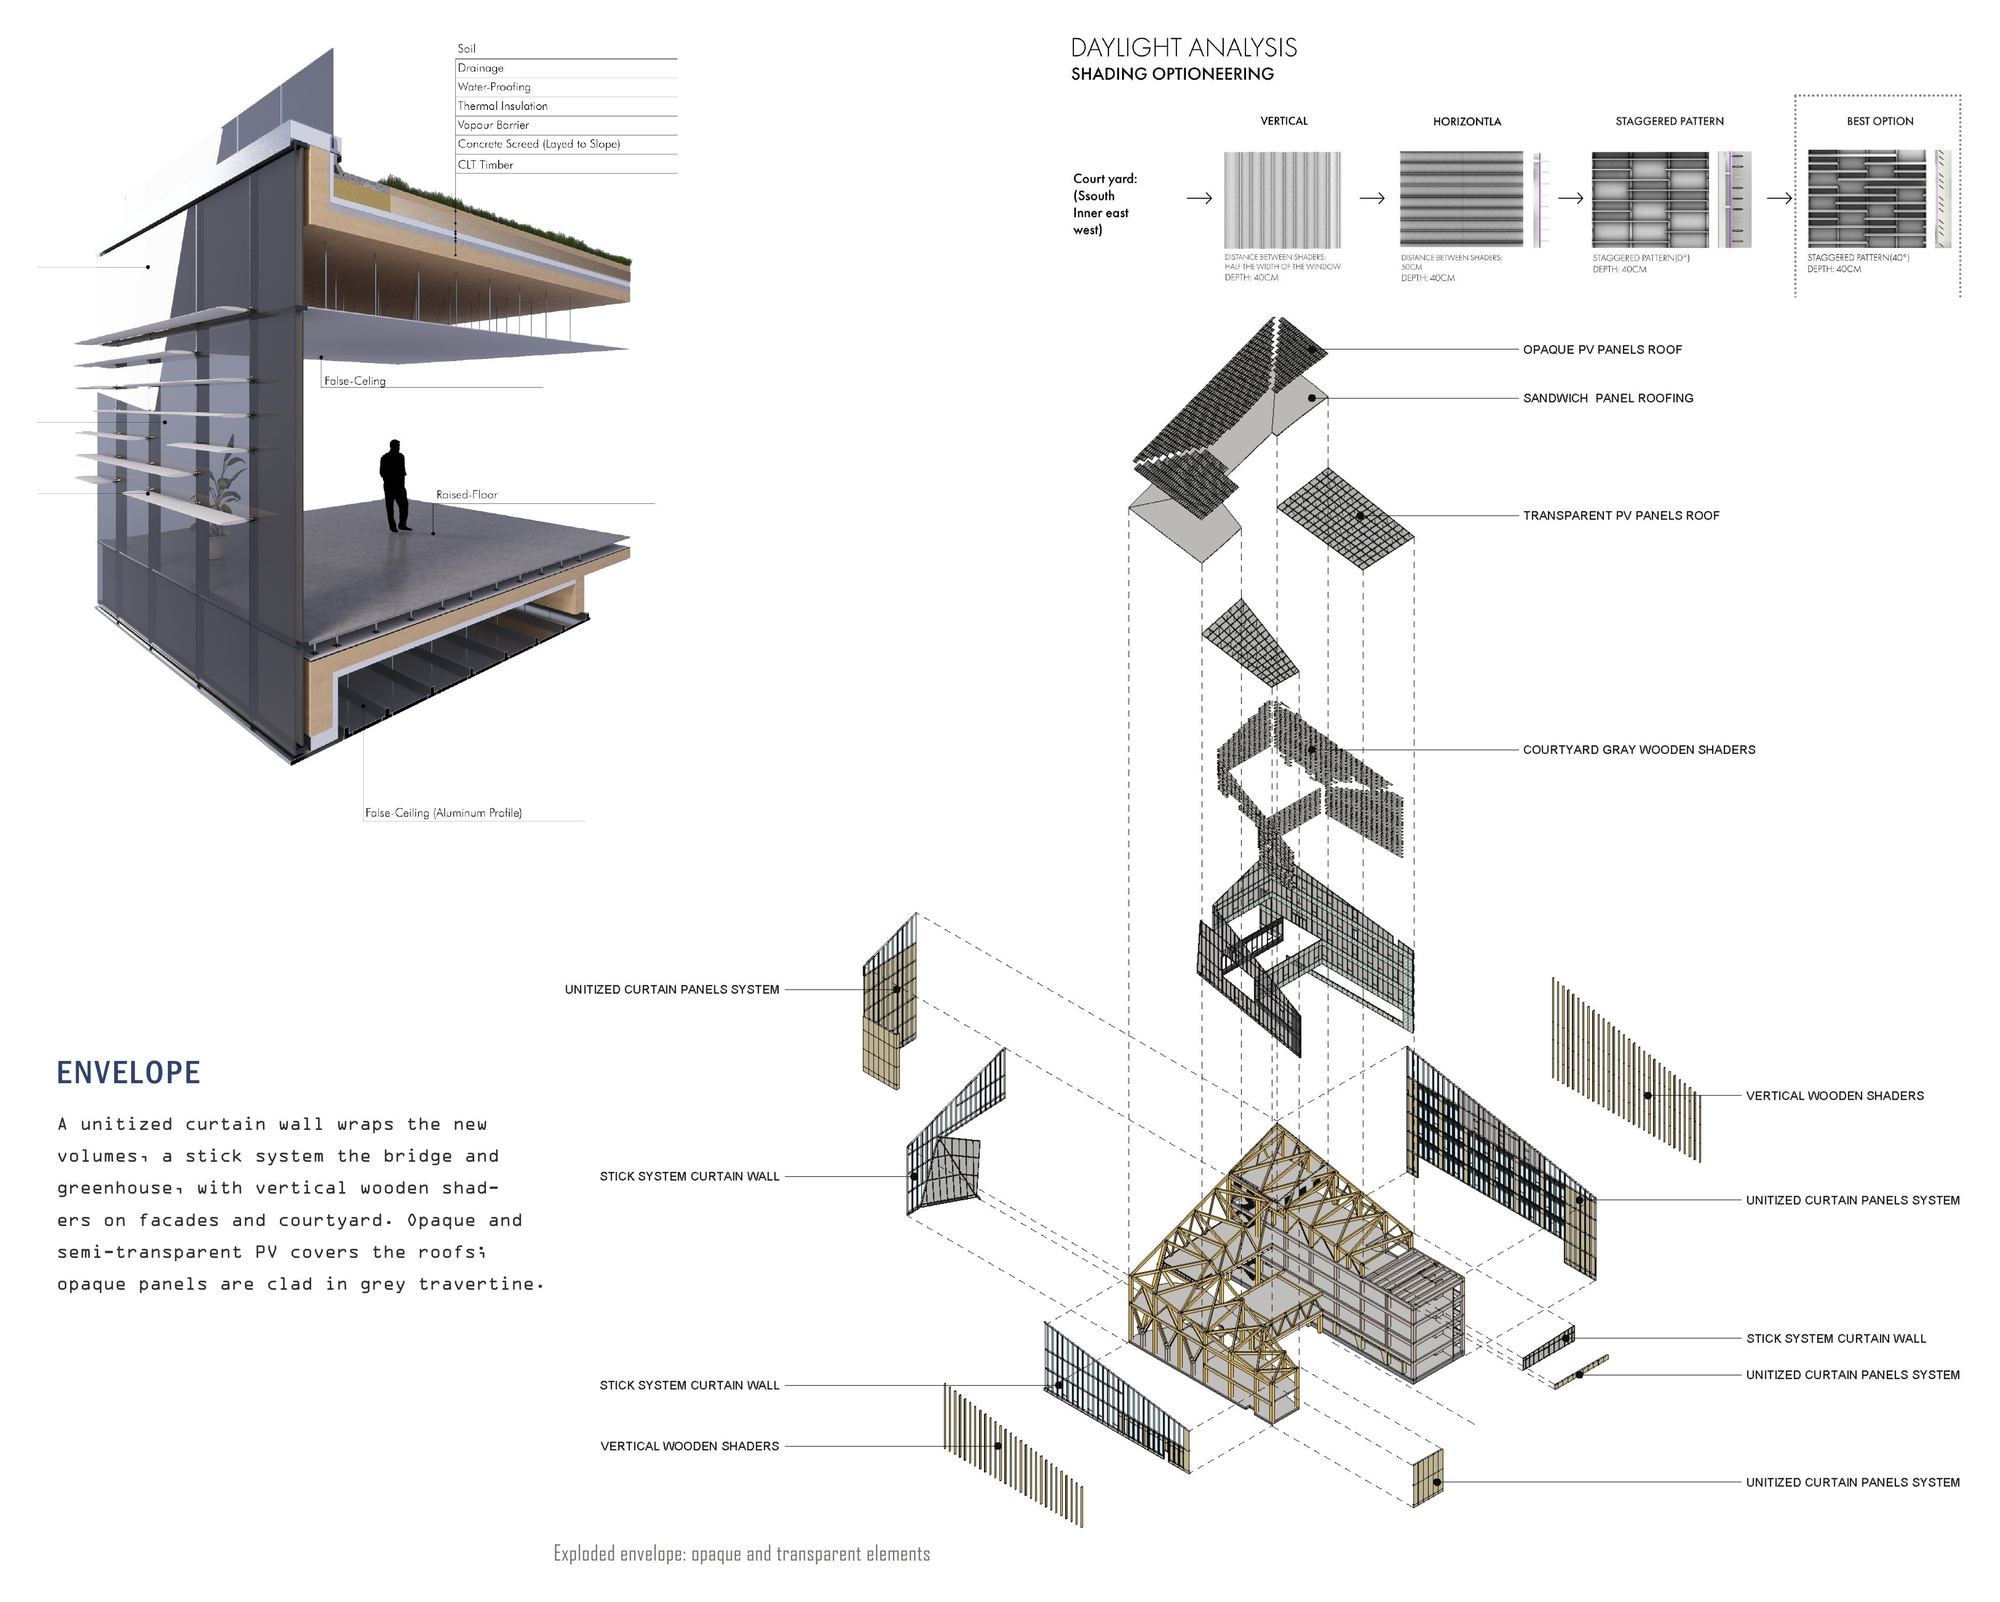 Soil
Drainage
Water-Proofing
Thermal Insulation
Vapour Barrier
Concrete Screed (Layed to Slope)
CLT Timber
False-Celing
Raised-Floor
False-Ceiling (Aluminum Profile)
DAYLIGHT ANALYSIS
SHADING OPTIONEERING
VERTICAL
HORIZONTLA
STAGGERED PATTERN
BEST OPTION
Court yard:
(Ssouth
Inner east
west)
DISTANCE BETWEEN SHADERS:
HALF THE WIDTH OF THE WINDOW
DEPTH: 40CM
DISTANCE BETWEEN SHADERS:
50CM
DEPTH: 40CM
STAGGERED PATTERN(0°)
DEPTH: 40CM
STAGGERED PATTERN(40°)
DEPTH: 40CM
OPAQUE PV PANELS ROOF
SANDWICH PANEL ROOFING
TRANSPARENT PV PANELS ROOF
COURTYARD GRAY WOODEN SHADERS
UNITIZED CURTAIN PANELS SYSTEM
STICK SYSTEM CURTAIN WALL
STICK SYSTEM CURTAIN WALL
VERTICAL WOODEN SHADERS
VERTICAL WOODEN SHADERS
UNITIZED CURTAIN PANELS SYSTEM
STICK SYSTEM CURTAIN WALL
UNITIZED CURTAIN PANELS SYSTEM
UNITIZED CURTAIN PANELS SYSTEM
ENVELOPE
A unitized curtain wall wraps the new
volumes, a stick system the bridge and
greenhouse, with vertical wooden shad-
ers on facades and courtyard. Opaque and
semi-transparent PV covers the roofs;
opaque panels are clad in grey travertine.
Exploded envelope: opaque and transparent elements